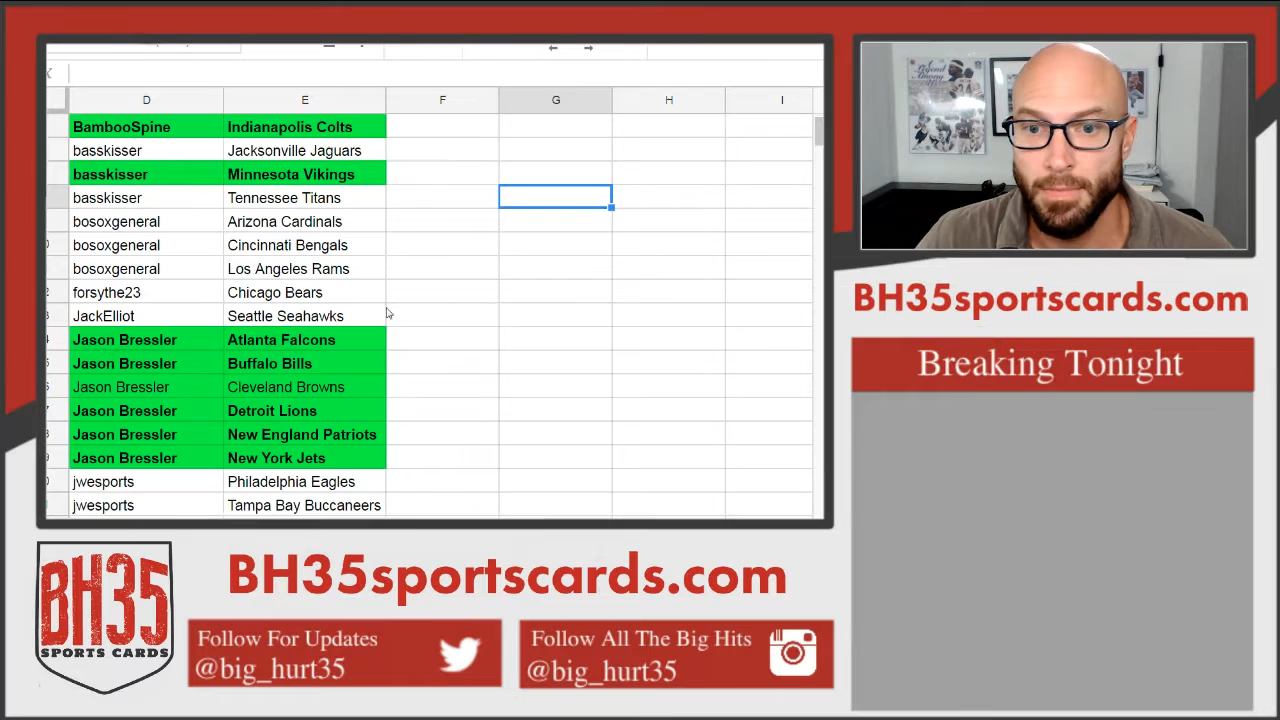 D E F G H I
BambooSpine Indianapolis Colts
basskisser Jacksonville Jaguars
basskisser Minnesota Vikings
basskisser Tennessee Titans
bosoxgeneral Arizona Cardinals
bosoxgeneral Cincinnati Bengals
bosoxgeneral Los Angeles Rams
forsythe23 Chicago Bears
JackElliot Seattle Seahawks
Jason Bressler Atlanta Falcons
Jason Bressler Buffalo Bills
Jason Bressler Cleveland Browns
Jason Bressler Detroit Lions
Jason Bressler New England Patriots
Jason Bressler New York Jets
jwesports Philadelphia Eagles
jwesports Tampa Bay Buccaneers
Legend
Among
BH35sportscards.com
Breaking Tonight
BH35
SPORTS CARDS
BH35sportscards.com
Follow For Updates
@big_hurt35
Follow All The Big Hits
@big_hurt35